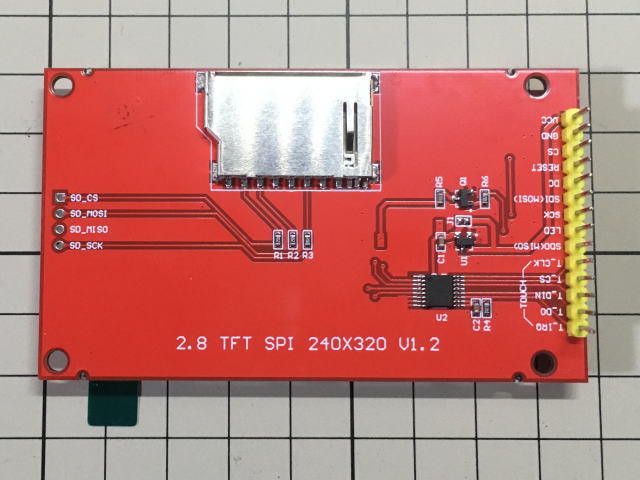 SD_CS
SD_MOSI
SD_MISO
SD_SCK
R1 R2 R3
R5
Q1
R6
J1
C1
U1
U2
C2
R4
VCC
GND
CS
RESET
DC
SDI(MOSI)
SCK
LED
SDO(MISO)
T_CLK
T_CS
T_DIN
T_DO
T_IRQ
TOUCH
2.8 TFT SPI 240X320 V1.2